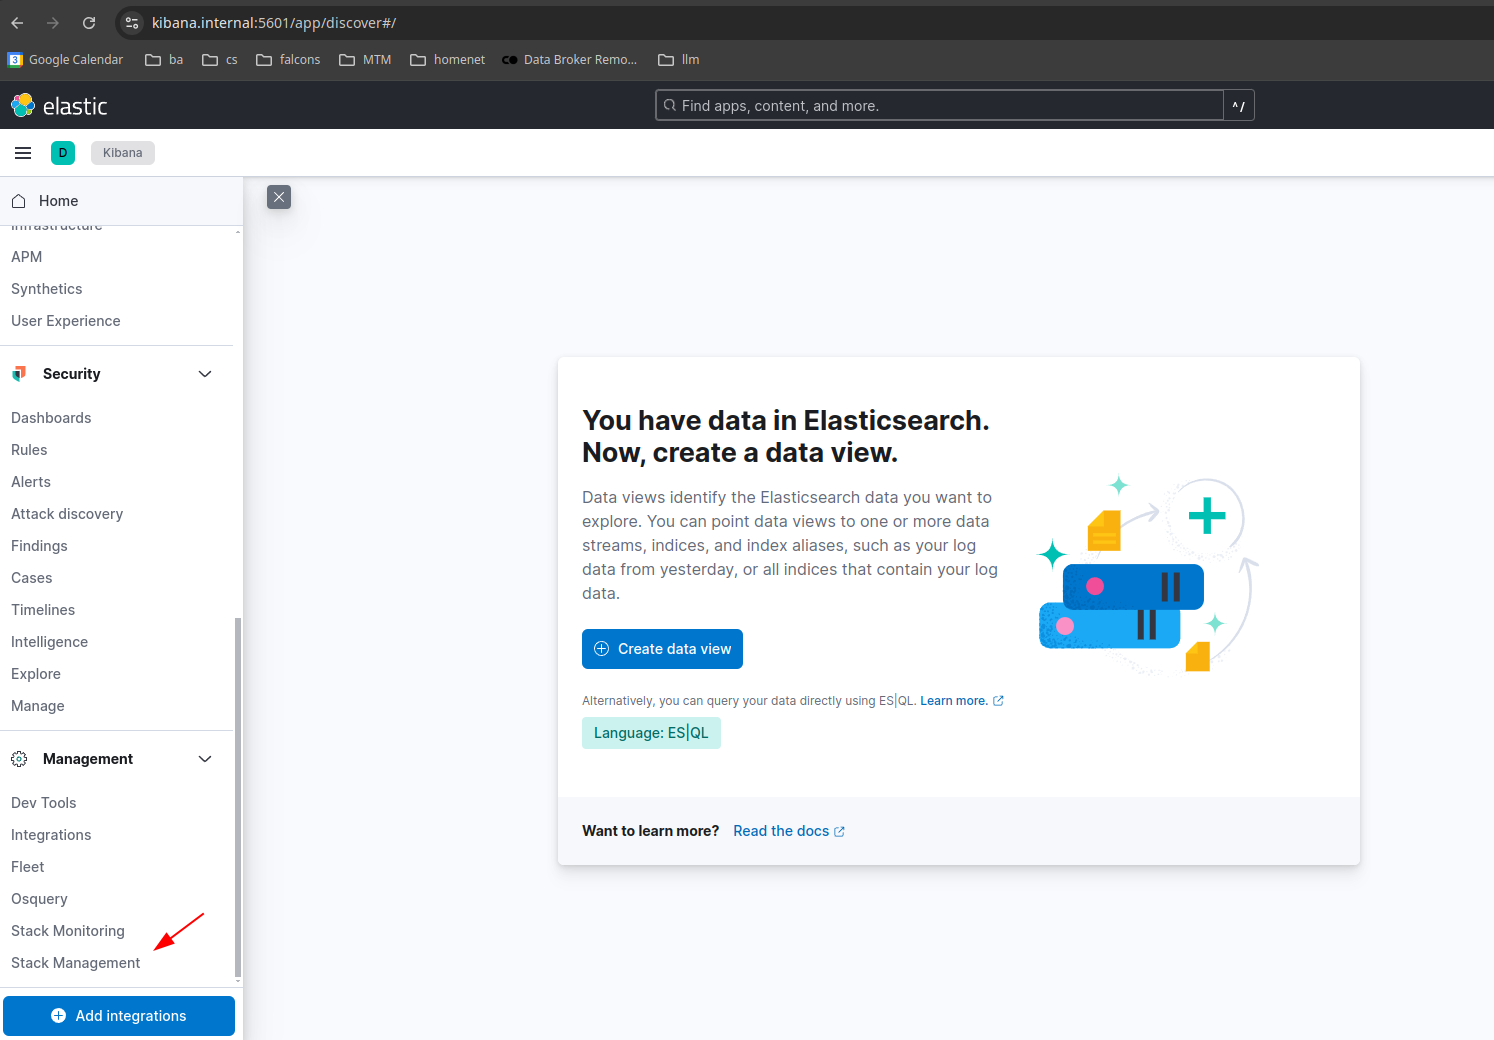 kibana.internal:5601/app/discover#/
Google Calendar
ba
cs
falcons
MTM
homenet
Data Broker Remo...
llm
elastic
Find apps, content, and more.
^/
D
Kibana
Home
Infrastructure
APM
Synthetics
User Experience
Security
Dashboards
Rules
Alerts
Attack discovery
Findings
Cases
Timelines
Intelligence
Explore
Manage
Management
Dev Tools
Integrations
Fleet
Osquery
Stack Monitoring
Stack Management
Add integrations
You have data in Elasticsearch.
Now, create a data view.
Data views identify the Elasticsearch data you want to
explore. You can point data views to one or more data
streams, indices, and index aliases, such as your log
data from yesterday, or all indices that contain your log
data.
Create data view
Alternatively, you can query your data directly using ES|QL. Learn more.
Language: ES|QL
Want to learn more? Read the docs